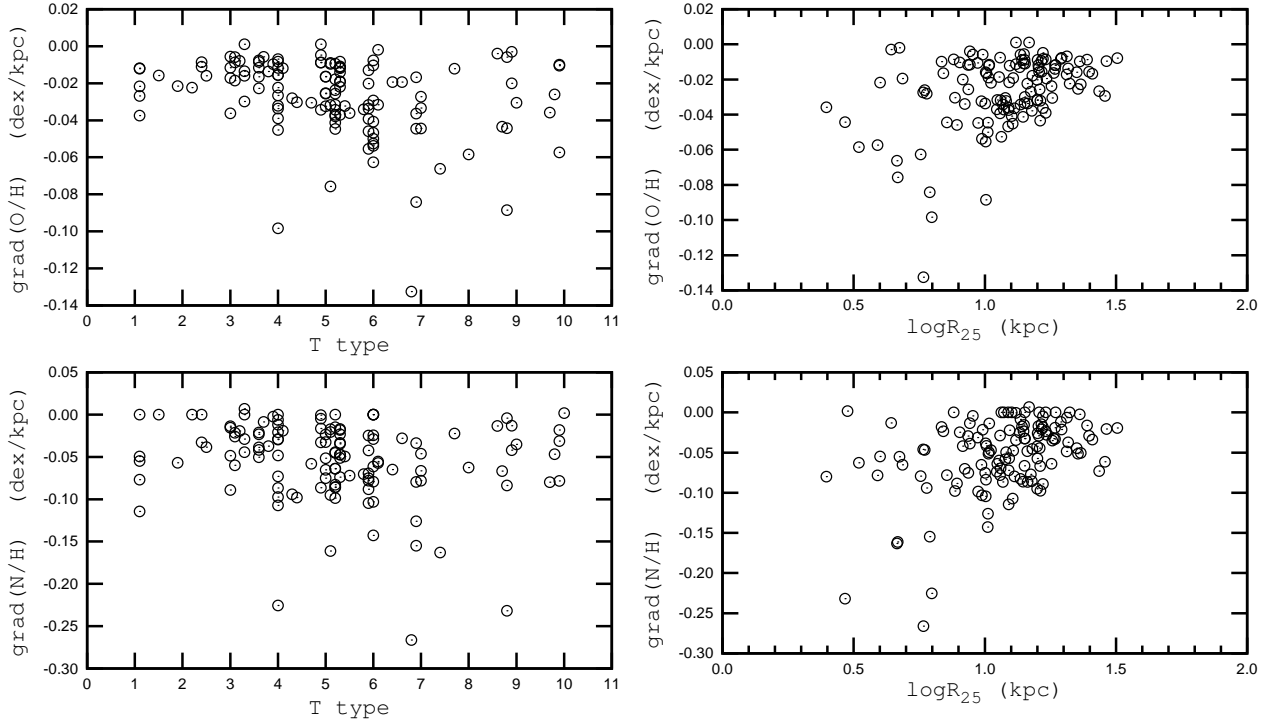 0.02
0.00
-0.02
-0.04
-0.06
-0.08
-0.10
-0.12
-0.14
grad(O/H) (dex/kpc)
0 1 2 3 4 5 6 7 8 9 10 11
T type
0.02
0.00
-0.02
-0.04
-0.06
-0.08
-0.10
-0.12
-0.14
grad(O/H) (dex/kpc)
0.0 0.5 1.0 1.5 2.0
logR25 (kpc)
0.05
0.00
-0.05
-0.10
-0.15
-0.20
-0.25
-0.30
grad(N/H) (dex/kpc)
0 1 2 3 4 5 6 7 8 9 10 11
T type
0.05
0.00
-0.05
-0.10
-0.15
-0.20
-0.25
-0.30
grad(N/H) (dex/kpc)
0.0 0.5 1.0 1.5 2.0
logR25 (kpc)